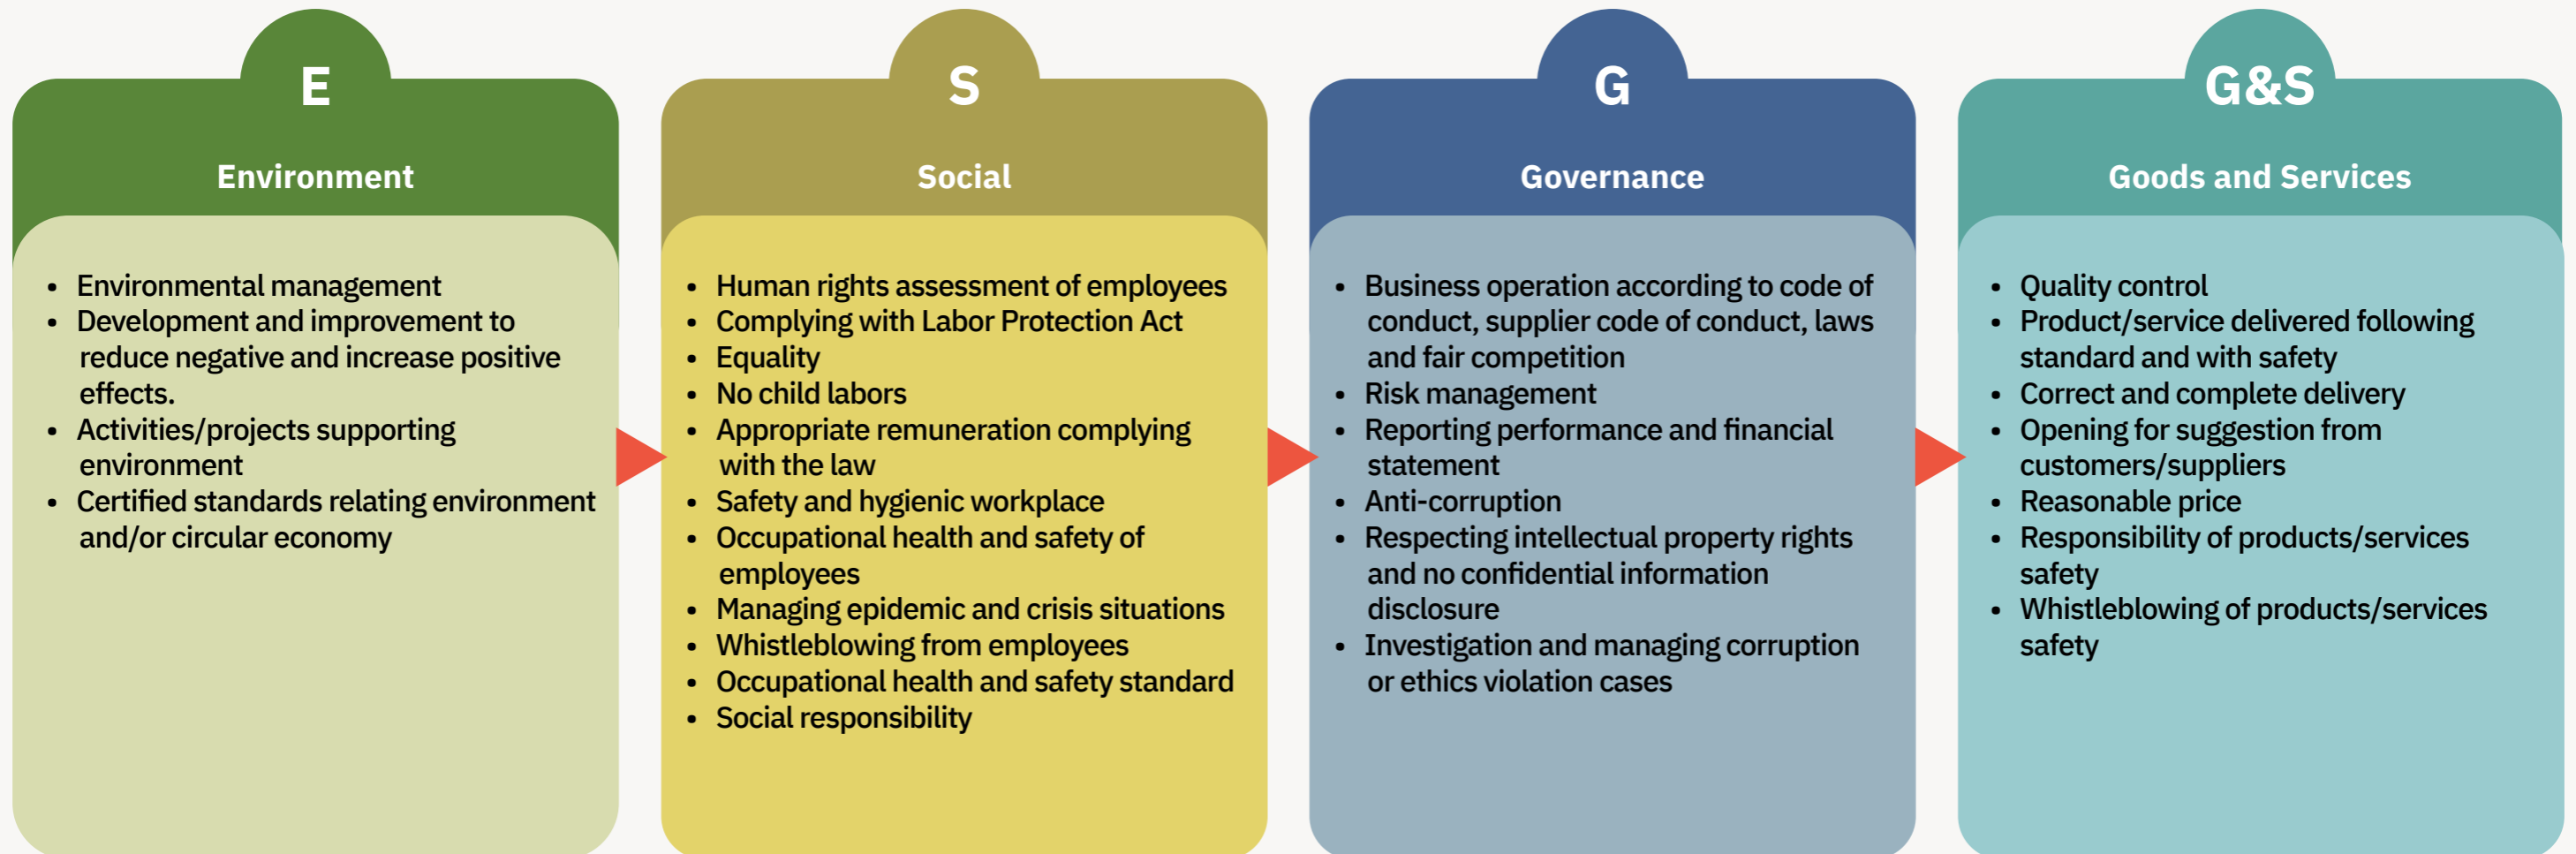 E
Environment
• Environmental management
• Development and improvement to
reduce negative and increase positive
effects.
• Activities/projects supporting
environment
• Certified standards relating environment
and/or circular economy
S
Social
• Human rights assessment of employees
• Complying with Labor Protection Act
• Equality
• No child labors
• Appropriate remuneration complying
with the law
• Safety and hygienic workplace
• Occupational health and safety of
employees
• Managing epidemic and crisis situations
• Whistleblowing from employees
• Occupational health and safety standard
• Social responsibility
G
Governance
• Business operation according to code of
conduct, supplier code of conduct, laws
and fair competition
• Risk management
• Reporting performance and financial
statement
• Anti-corruption
• Respecting intellectual property rights
and no confidential information
disclosure
• Investigation and managing corruption
or ethics violation cases
G&S
Goods and Services
• Quality control
• Product/service delivered following
standard and with safety
• Correct and complete delivery
• Opening for suggestion from
customers/suppliers
• Reasonable price
• Responsibility of products/services
safety
• Whistleblowing of products/services
safety